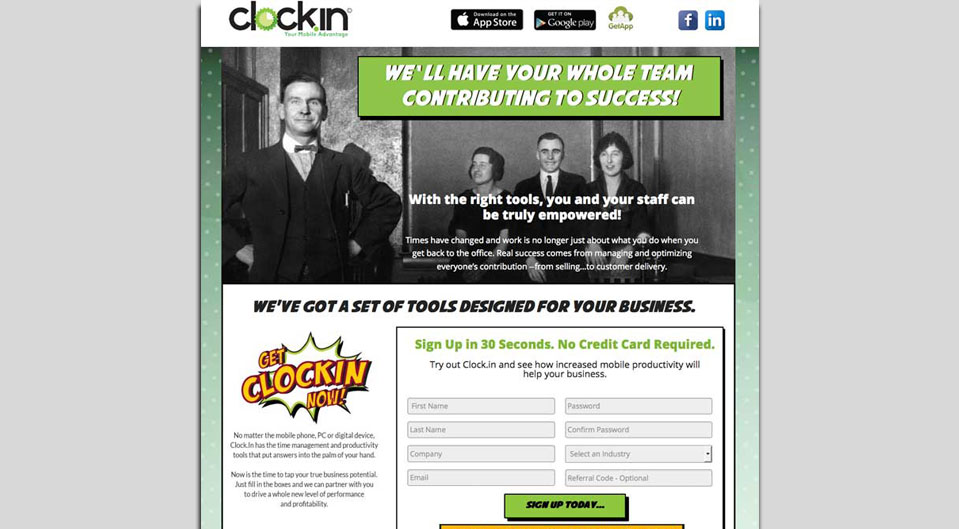 clock.in©
Your Mobile Advantage
Download on the
App Store
GET IT ON
Google play
GetApp
f
in
WE'LL HAVE YOUR WHOLE TEAM
CONTRIBUTING TO SUCCESS!
With the right tools, you and your staff can
be truly empowered!
Times have changed and work is no longer just about what you do when you
get back to the office. Real success comes from managing and optimizing
everyone's contribution – from selling...to customer delivery.
WE'VE GOT A SET OF TOOLS DESIGNED FOR YOUR BUSINESS.
GET
CLOCKIN
NOW!
No matter the mobile phone, PC or digital device,
Clock.In has the time management and productivity
tools that put answers into the palm of your hand.
Now is the time to tap your true business potential.
Just fill in the boxes and we can partner with you
to drive a whole new level of performance
and profitability.
Sign Up in 30 Seconds. No Credit Card Required.
Try out Clock.in and see how increased mobile productivity will
help your business.
First Name
Password
Last Name
Confirm Password
Company
Select an Industry
Email
Referral Code - Optional
SIGN UP TODAY...